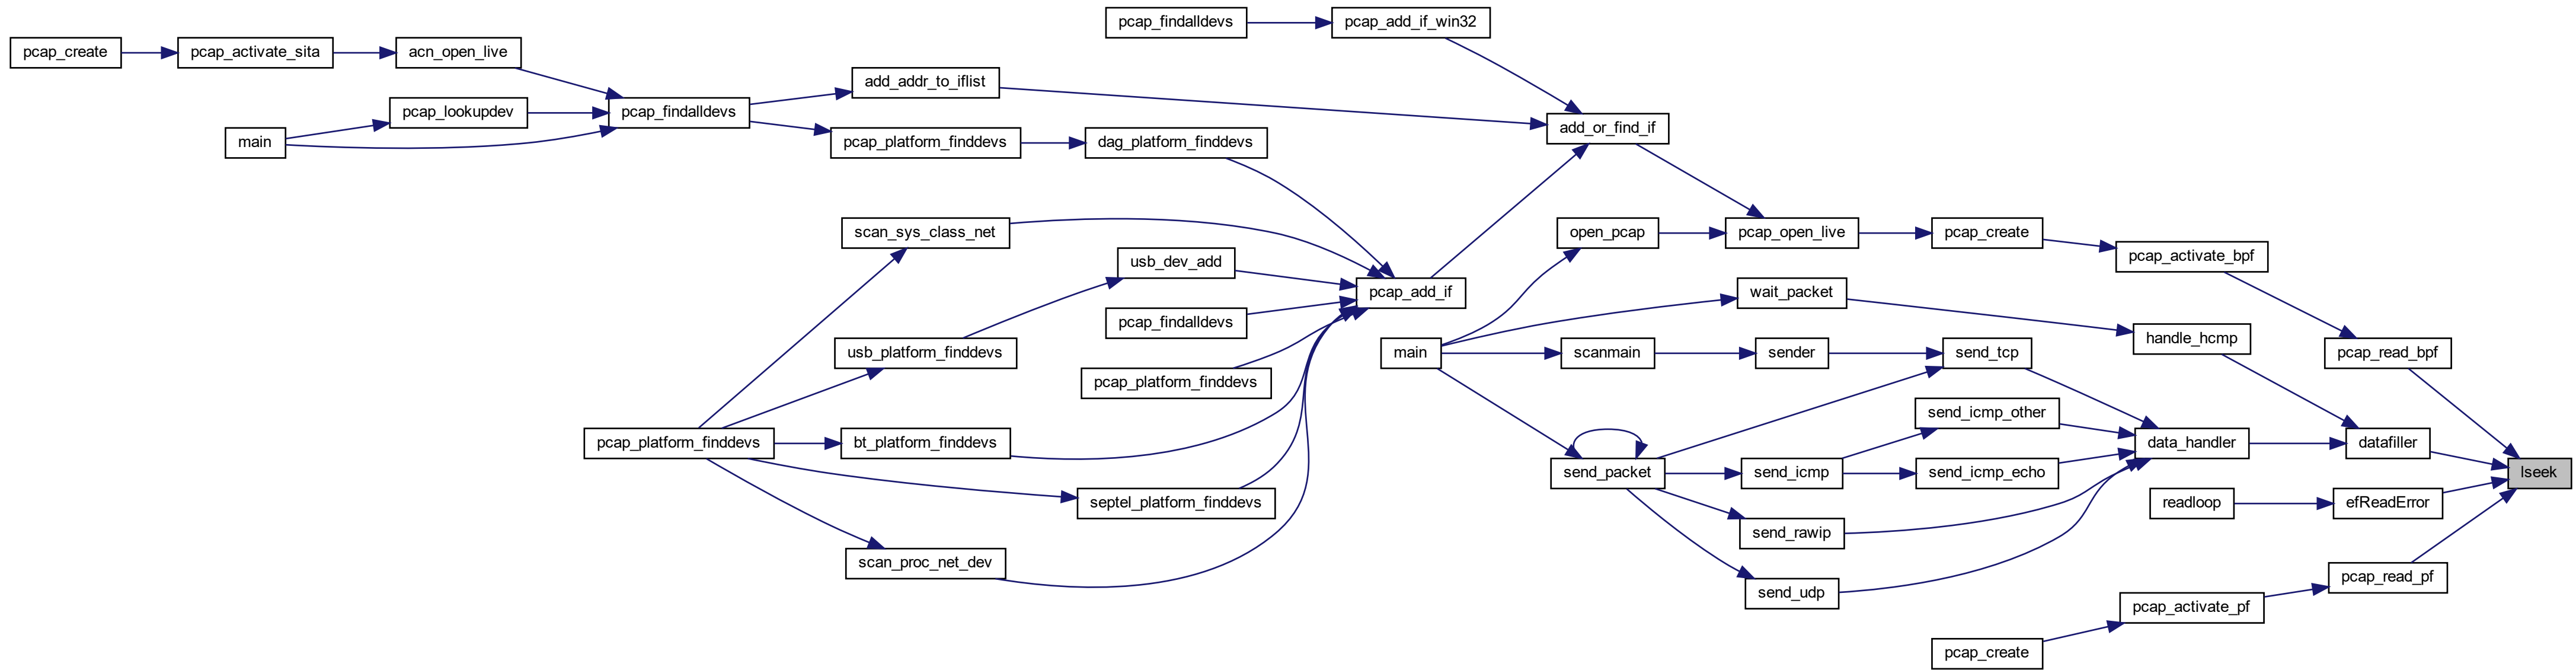 pcap_findalldevs
pcap_add_if_win32
pcap_create
pcap_activate_sita
acn_open_live
add_addr_to_iflist
pcap_lookupdev
pcap_findalldevs
add_or_find_if
main
pcap_platform_finddevs
dag_platform_finddevs
scan_sys_class_net
open_pcap
pcap_open_live
pcap_create
pcap_activate_bpf
usb_dev_add
pcap_add_if
wait_packet
pcap_findalldevs
handle_hcmp
usb_platform_finddevs
main
scanmain
sender
send_tcp
pcap_read_bpf
pcap_platform_finddevs
send_icmp_other
pcap_platform_finddevs
bt_platform_finddevs
data_handler
datafiller
send_packet
send_icmp
send_icmp_echo
lseek
septel_platform_finddevs
readloop
efReadError
send_rawip
scan_proc_net_dev
pcap_read_pf
send_udp
pcap_activate_pf
pcap_create